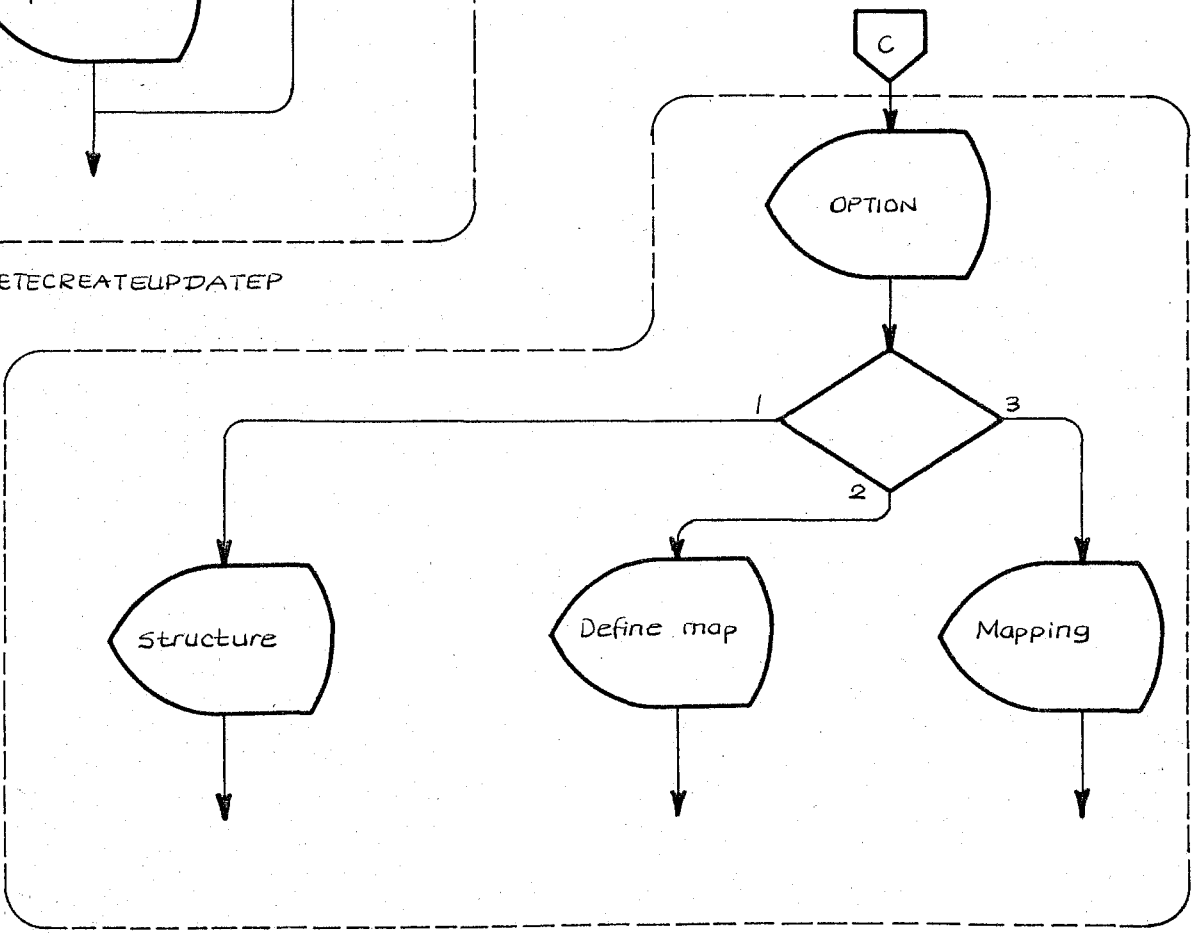 C
OPTION
ETECREATEUPDATEP
1
3
2
Structure
Define map
Mapping